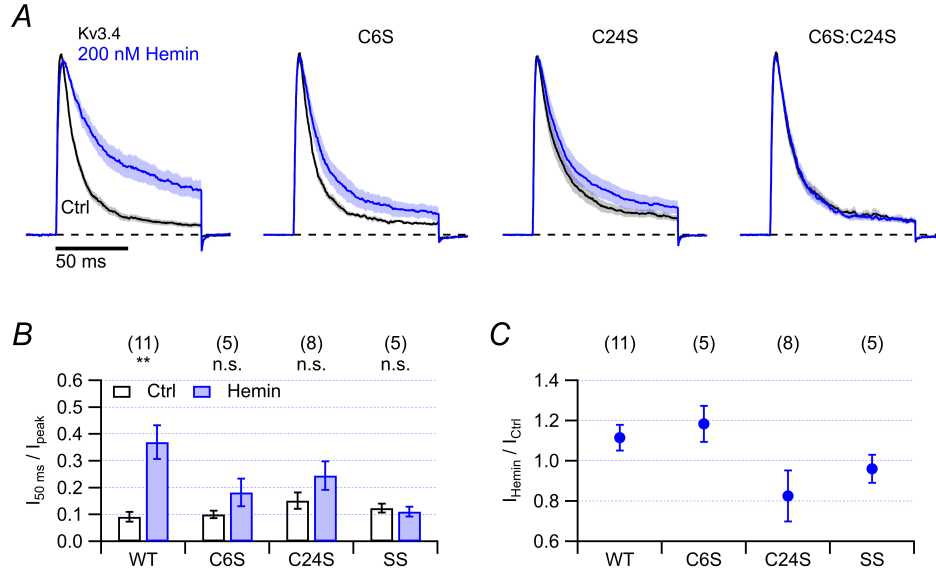 A
Kv3.4
200 nM Hemin
C6S
C24S
C6S:C24S
Ctrl
50 ms
B
(11) (5) (8) (5)
** n.s. n.s. n.s.
Ctrl Hemin
0.6
0.5
0.4
0.3
0.2
0.1
0.0
I50 ms / Ipeak
WT C6S C24S SS
C
(11) (5) (8) (5)
1.4
1.2
1.0
0.8
0.6
IHemin / ICtrl
WT C6S C24S SS